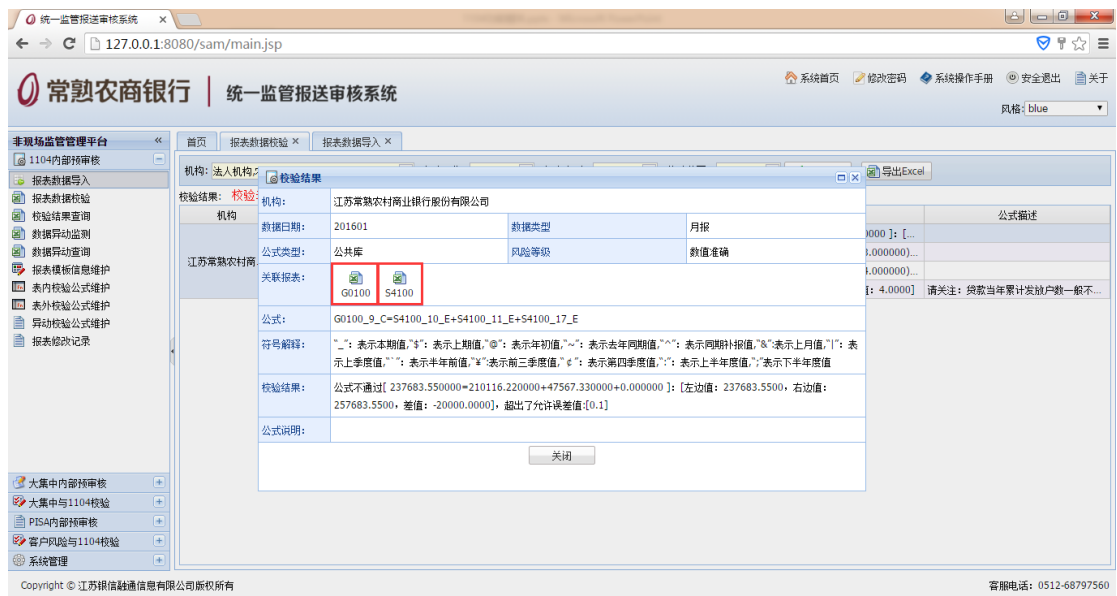 统一监管报送审核系统
127.0.0.1:8080/sam/main.jsp
常熟农商银行 | 统一监管报送审核系统
系统首页 修改密码 系统操作手册 安全退出 关于
风格: blue
非现场监管管理平台
首页 报表数据校验 报表数据导入
1104内部预审核
报表数据导入
报表数据校验
校验结果查询
数据异动监测
数据异动查询
报表模板信息维护
表内校验公式维护
表外校验公式维护
异动校验公式维护
报表修改记录
大集中内部预审核
大集中与1104校验
PISA内部预审核
客户风险与1104校验
系统管理
机构: 法人机构,
导出Excel
校验结果: 校验
机构 公式描述
江苏常熟农村商
0000 ]: [...
.000000)...
.000000)...
: 4.0000] 请关注: 贷款当年累计发放户数一般不...
校验结果
机构: 江苏常熟农村商业银行股份有限公司
数据日期: 201601 数据类型 月报
公式类型: 公共库 风险等级 数值准确
关联报表: G0100 S4100
公式: G0100_9_C=S4100_10_E+S4100_11_E+S4100_17_E
符号解释: "_": 表示本期值,"$": 表示上期值,"@": 表示年初值,"~": 表示去年同期值,"^": 表示同期补报值,"&":表示上月值,"|": 表
示上季度值,"`": 表示半年前值,"¥":表示前三季度值,"¢": 表示第四季度值,":": 表示上半年度值,";"表示下半年度值
校验结果: 公式不通过[ 237683.550000=210116.220000+47567.330000+0.000000 ]: [左边值: 237683.5500, 右边值:
257683.5500, 差值: -20000.0000], 超出了允许误差值:[0.1]
公式说明:
关闭
Copyright © 江苏银信融通信息有限公司版权所有 客服电话: 0512-68797560